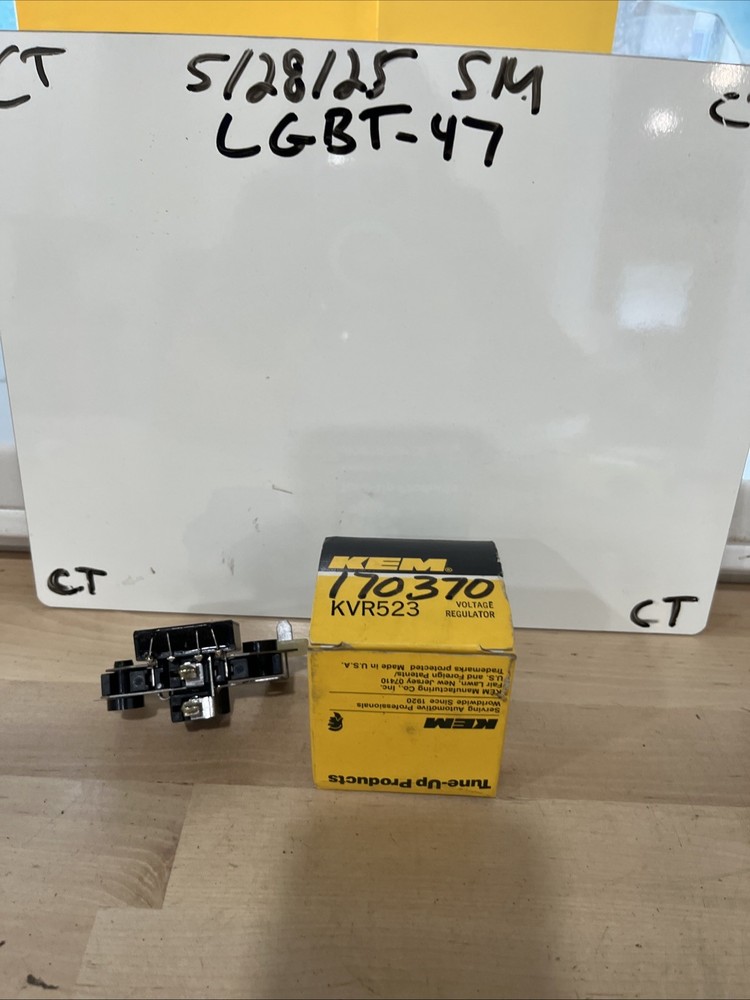 CT
5/28/25 SM
LGBT-47
CT
CT
CT
KEM®
170370
KVR523
VOLTAGE
REGULATOR
Tune-Up Products
KEM
Serving Automotive Professionals
Worldwide Since 1920
KEM Manufacturing Co., Inc.
Fair Lawn, New Jersey 07410
U.S. and Foreign Patents/
Trademarks protected Made in U.S.A.